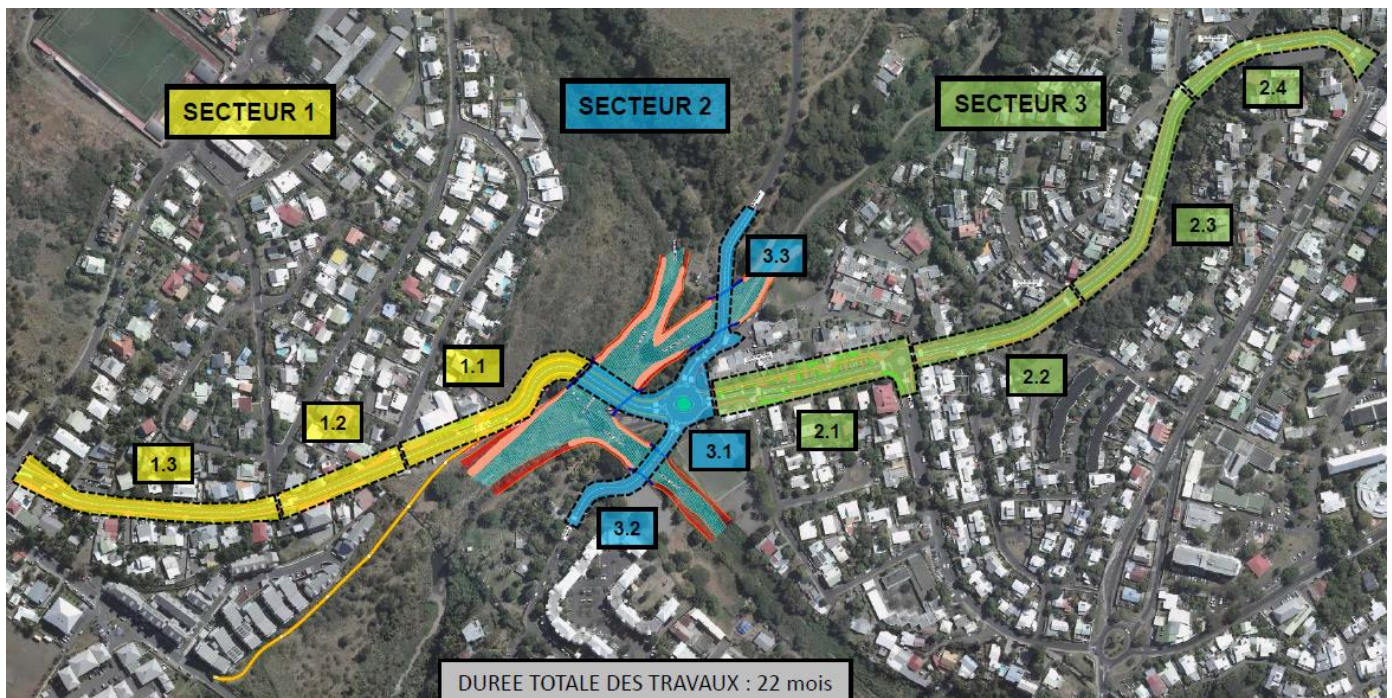 SECTEUR 1
SECTEUR 2
SECTEUR 3
2.4
2.3
3.3
1.1
2.2
1.2
2.1
3.1
1.3
3.2
DUREE TOTALE DES TRAVAUX : 22 mois